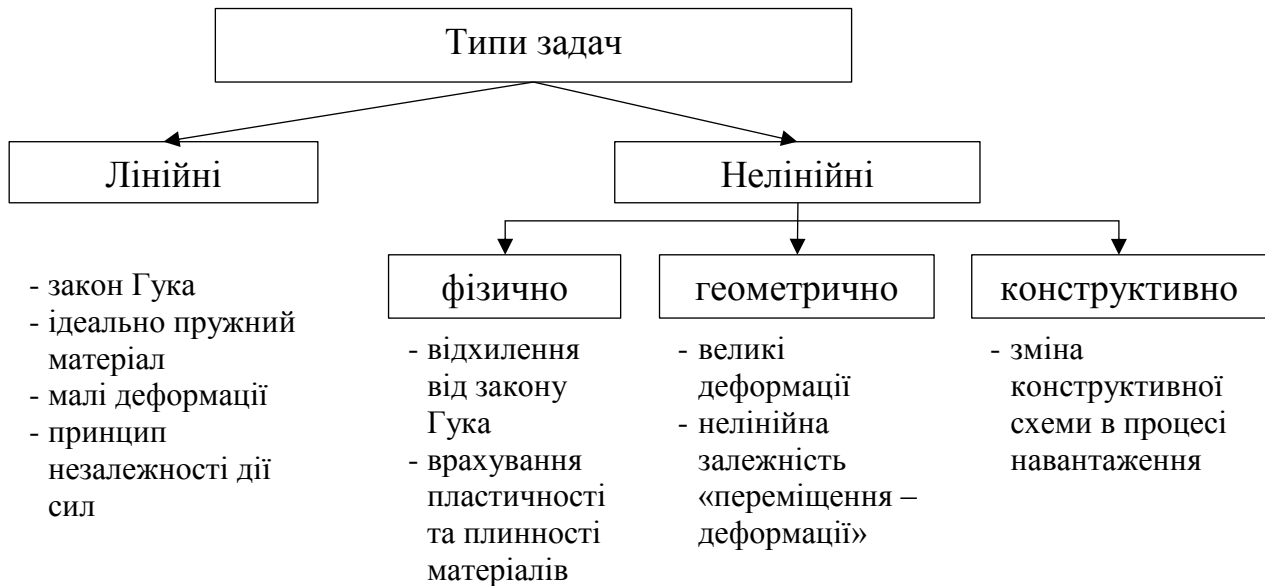 Типи задач
Лінійні
Нелінійні
- закон Гука
- ідеально пружний
матеріал
- малі деформації
- принцип
незалежності дії
сил
фізично
- відхилення
від закону
Гука
- врахування
пластичності
та плинності
матеріалів
геометрично
- великі
деформації
- нелінійна
залежність
«переміщення –
деформації»
конструктивно
- зміна
конструктивної
схеми в процесі
навантаження